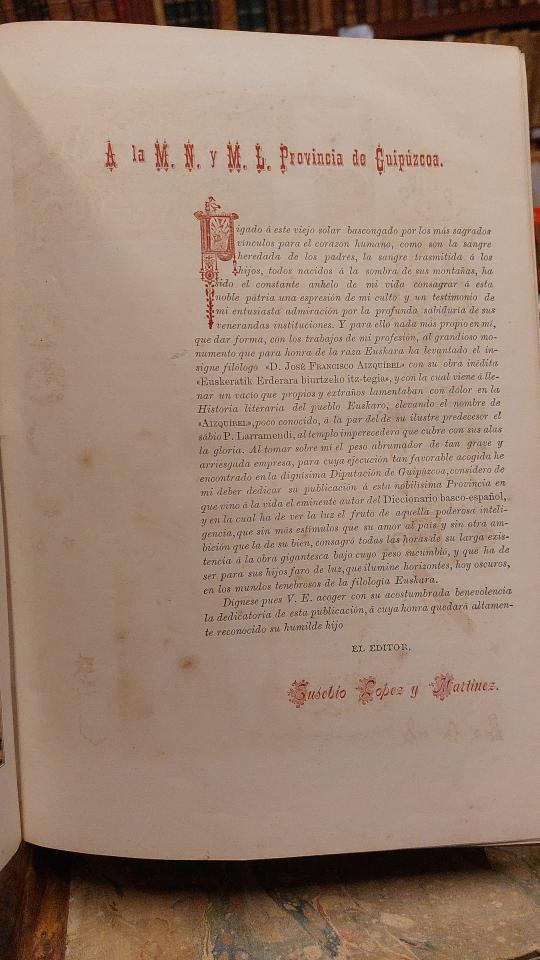 A la M. N. y M. L. Provincia de Guipúzcoa.
Ligado á este viejo solar bascongado por los más sagrados
vínculos para el corazon humano, como son la sangre
heredada de los padres, la sangre trasmitida á los
hijos, todos nacidos á la sombra de sus montañas, ha
sido el constante anhelo de mi vida consagrar á esta
noble pátria una espresión de mi culto y un testimonio de
mi entusiasta admiración por la profunda sabiduria de sus
venerandas instituciones. Y para ello nada más propio en mi,
que dar forma, con los trabajos de mi profesión, al grandioso mo-
numento que para honra de la raza Euskara ha levantado el in-
signe filólogo «D. José Francisco Aizquíbel» con su obra inédita
«Euskeratik Erderara biurtzeko itz-tegia», y con la cual viene á lle-
nar un vacio que propios y extraños lamentaban con dolor en la
Historia literaria del pueblo Euskaro, elevando el nombre de
«Aizquíbel», poco conocido, á la par del de su ilustre predevesor el
sábio P. Larramendi, al templo imperecedero que cubre con sus alas
la gloria. Al tomar sobre mi el peso abrumador de tan grave y
arriesgada empresa, para cuya ejecución tan favorable acogida he
encontrado en la dignísima Diputación de Guipúzcoa, considero de
mi deber dedicar su publicación á esta nobilísima Provincia en
que vino á la vida el eminente autor del Diccionario basco-español,
y en la cual ha de ver la luz el fruto de aquella poderosa inteli-
gencia, que sin más estímulos que su amor al país y sin otra am-
bición que la de su bien, consagró todas las horas de su larga exis-
tencia á la obra gigantesca bajo cuyo peso sucumbió, y que ha de
ser para sus hijos faro de luz, que ilumine horizontes, hoy oscuros,
en los mundos tenebrosos de la filologia Euskara.
Dignese pues V. E. acoger con su acostumbrada benevolencia
la dedicatoria de esta publicación, á cuya honra quedará altamen-
te reconocido su humilde hijo
EL EDITOR.
Eusebio Lopez y Martinez.